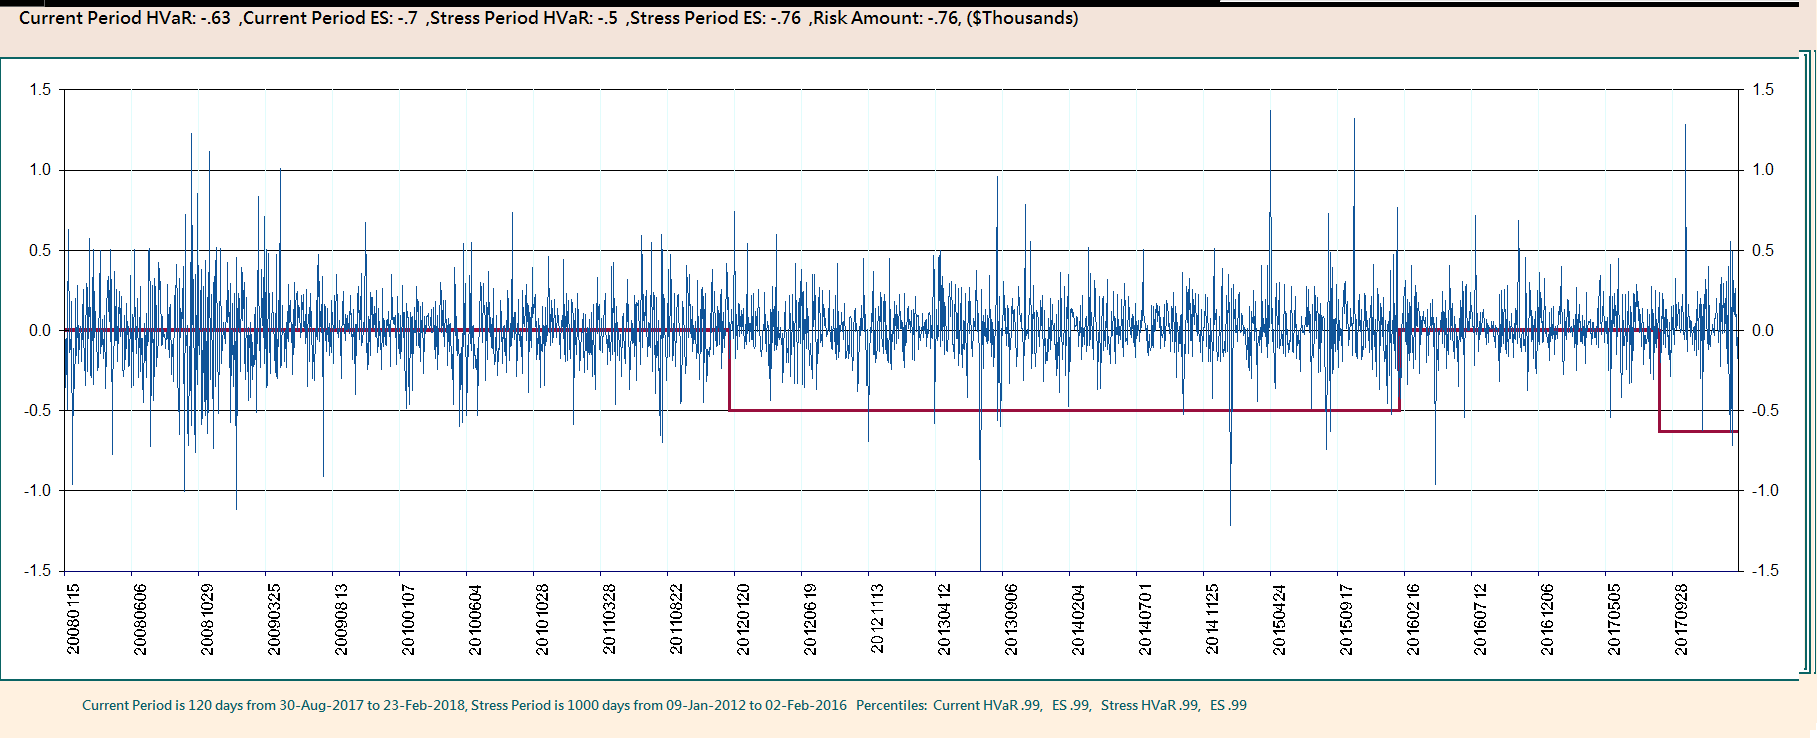 Current Period HVaR: -.63 ,Current Period ES: -.7 ,Stress Period HVaR: -.5 ,Stress Period ES: -.76 ,Risk Amount: -.76, ($Thousands)
1.5 1.5
1.0 1.0
0.5 0.5
0.0 0.0
-0.5 -0.5
-1.0 -1.0
-1.5 -1.5
20080115 20080606 20081029 20090325 20090813 20100107 20100604 20101028 20110328 20110822 20120120 20120619 20121113 20130412 20130906 20140204 20140701 20141125 20150424 20150917 20160216 20160712 20161206 20170505 20170928
Current Period is 120 days from 30-Aug-2017 to 23-Feb-2018, Stress Period is 1000 days from 09-Jan-2012 to 02-Feb-2016 Percentiles: Current HVaR .99, ES .99, Stress HVaR .99, ES .99